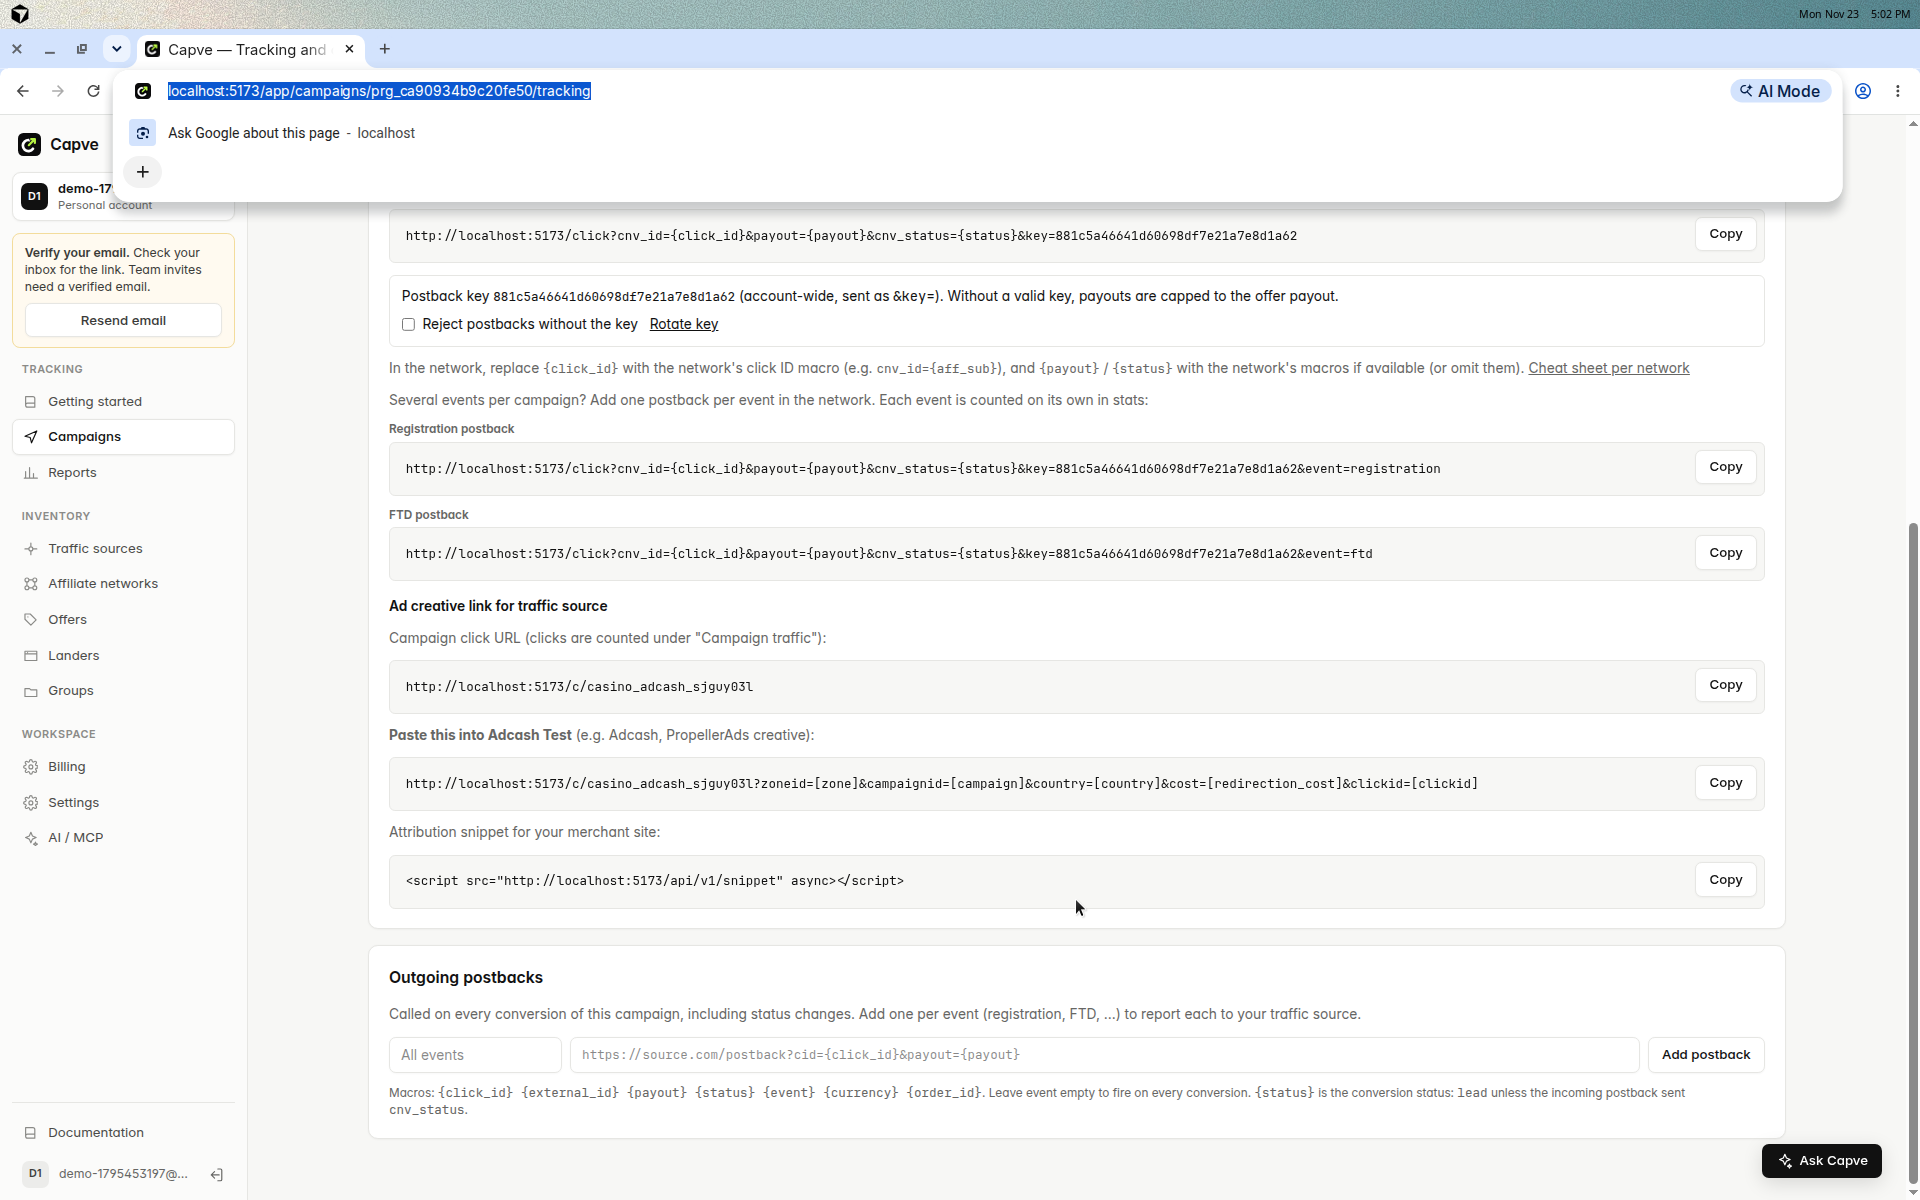 Mon Nov 23 5:02 PM
Capve — Tracking and
localhost:5173/app/campaigns/prg_ca90934b9c20fe50/tracking
AI Mode
Ask Google about this page - localhost
Capve
D1
demo-17
Personal account
Verify your email. Check your
inbox for the link. Team invites
need a verified email.
Resend email
TRACKING
Getting started
Campaigns
Reports
INVENTORY
Traffic sources
Affiliate networks
Offers
Landers
Groups
WORKSPACE
Billing
Settings
AI / MCP
Documentation
D1 demo-1795453197@...
http://localhost:5173/click?cnv_id={click_id}&payout={payout}&cnv_status={status}&key=881c5a46641d60698df7e21a7e8d1a62
Copy
Postback key 881c5a46641d60698df7e21a7e8d1a62 (account-wide, sent as &key=). Without a valid key, payouts are capped to the offer payout.
Reject postbacks without the key Rotate key
In the network, replace {click_id} with the network's click ID macro (e.g. cnv_id={aff_sub}), and {payout} / {status} with the network's macros if available (or omit them). Cheat sheet per network
Several events per campaign? Add one postback per event in the network. Each event is counted on its own in stats:
Registration postback
http://localhost:5173/click?cnv_id={click_id}&payout={payout}&cnv_status={status}&key=881c5a46641d60698df7e21a7e8d1a62&event=registration
Copy
FTD postback
http://localhost:5173/click?cnv_id={click_id}&payout={payout}&cnv_status={status}&key=881c5a46641d60698df7e21a7e8d1a62&event=ftd
Copy
Ad creative link for traffic source
Campaign click URL (clicks are counted under "Campaign traffic"):
http://localhost:5173/c/casino_adcash_sjguy03l
Copy
Paste this into Adcash Test (e.g. Adcash, PropellerAds creative):
http://localhost:5173/c/casino_adcash_sjguy03l?zoneid=[zone]&campaignid=[campaign]&country=[country]&cost=[redirection_cost]&clickid=[clickid]
Copy
Attribution snippet for your merchant site:
<script src="http://localhost:5173/api/v1/snippet" async></script>
Copy
Outgoing postbacks
Called on every conversion of this campaign, including status changes. Add one per event (registration, FTD, ...) to report each to your traffic source.
All events
https://source.com/postback?cid={click_id}&payout={payout}
Add postback
Macros: {click_id} {external_id} {payout} {status} {event} {currency} {order_id}. Leave event empty to fire on every conversion. {status} is the conversion status: lead unless the incoming postback sent
cnv_status.
Ask Capve